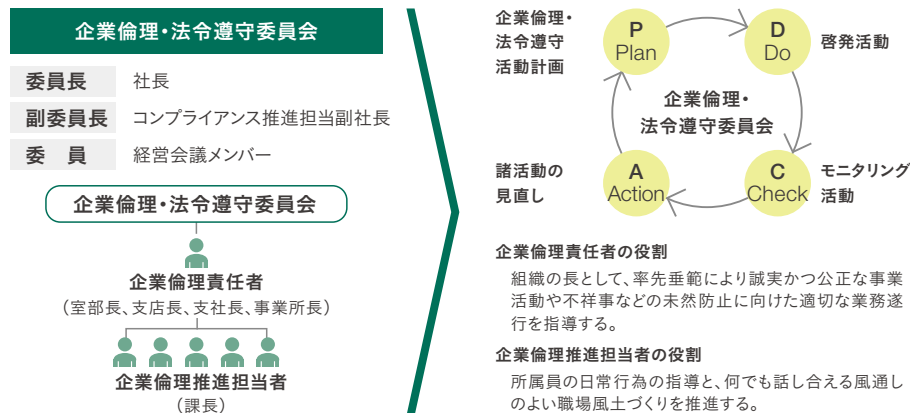 企業倫理・法令遵守委員会
委員長 社長
副委員長 コンプライアンス推進担当副社長
委　員 経営会議メンバー
企業倫理・法令遵守委員会
企業倫理責任者
（室部長、支店長、支社長、事業所長）
企業倫理推進担当者
（課長）
企業倫理・
法令遵守
活動計画
P
Plan
D
Do
啓発活動
企業倫理・
法令遵守委員会
諸活動の
見直し
A
Action
C
Check
モニタリング
活動
企業倫理責任者の役割
組織の長として、率先垂範により誠実かつ公正な事業
活動や不祥事などの未然防止に向けた適切な業務遂
行を指導する。
企業倫理推進担当者の役割
所属員の日常行為の指導と、何でも話し合える風通し
のよい職場風土づくりを推進する。